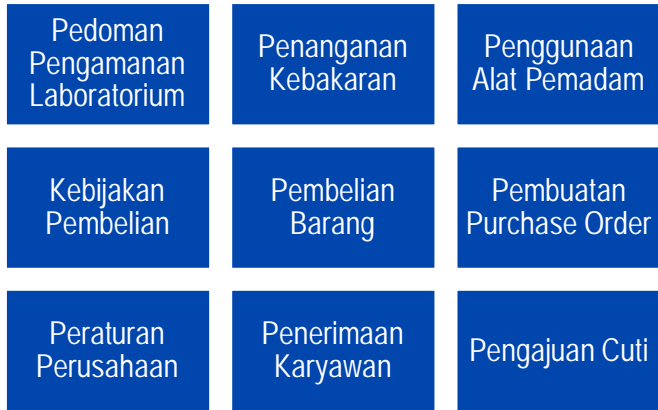 Pedoman
Pengamanan
Laboratorium
Penanganan
Kebakaran
Penggunaan
Alat Pemadam
Kebijakan
Pembelian
Pembelian
Barang
Pembuatan
Purchase Order
Peraturan
Perusahaan
Penerimaan
Karyawan
Pengajuan Cuti